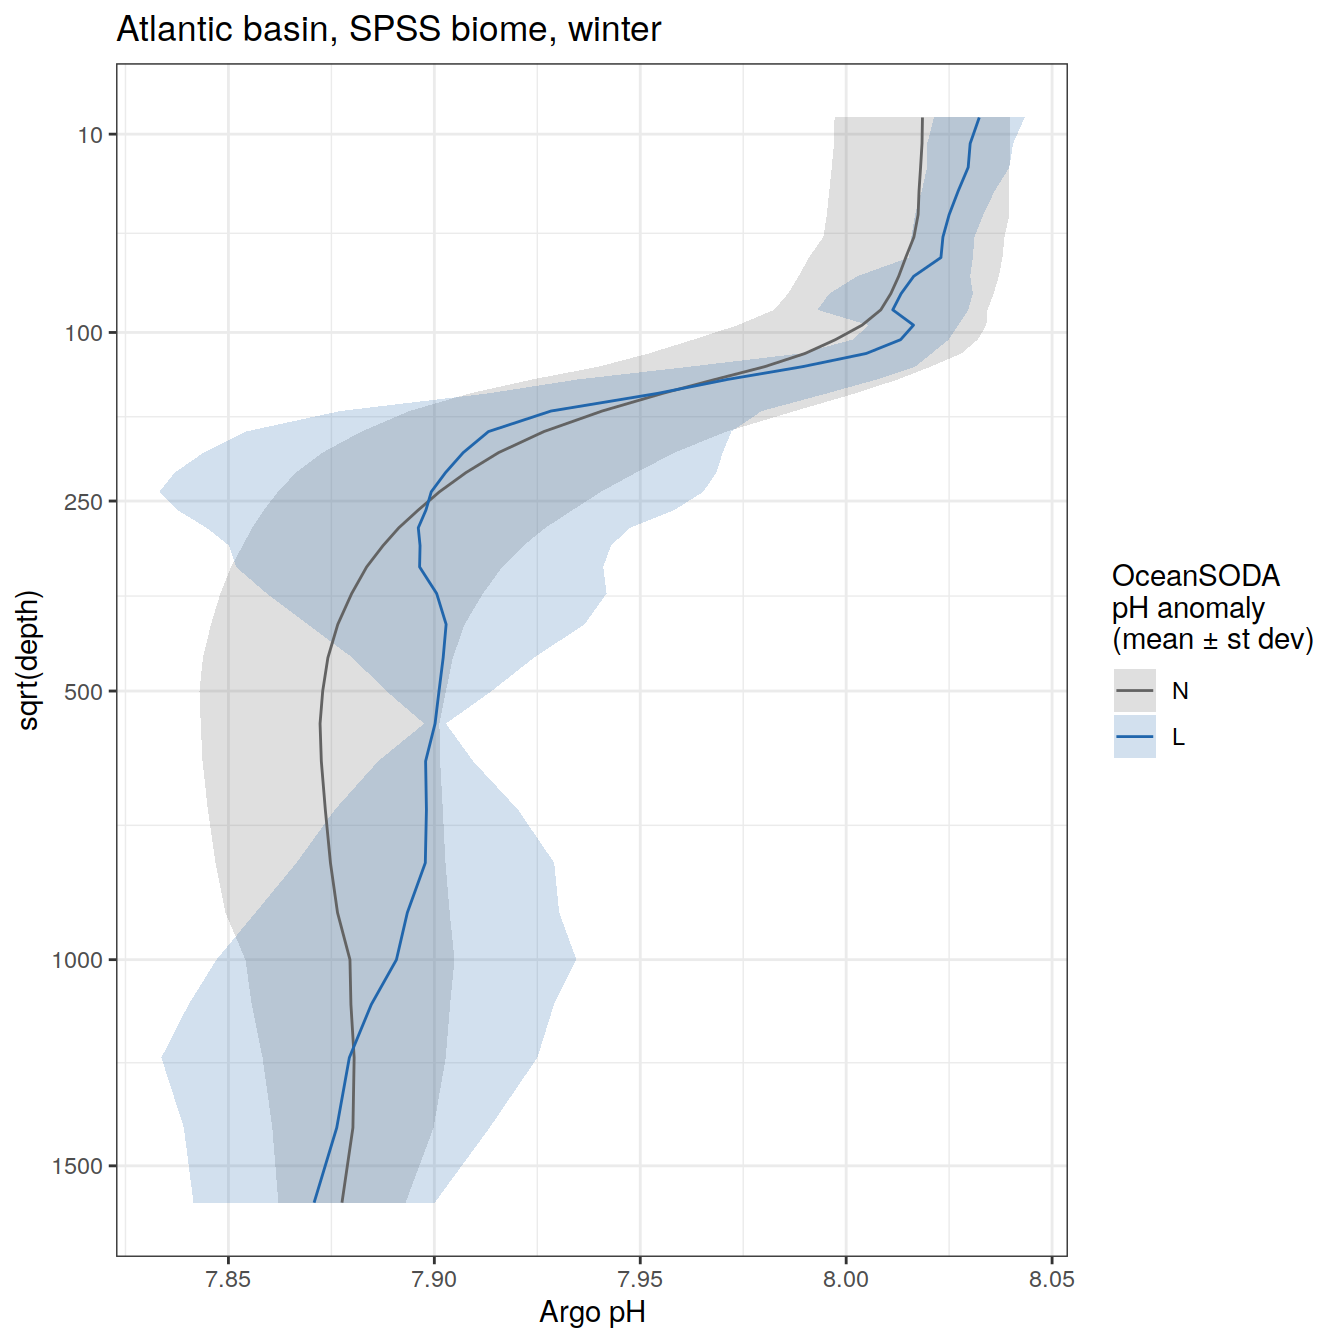 Atlantic basin, SPSS biome, winter
10
100
250
500
1000
1500
sqrt(depth)
7.85
7.90
7.95
8.00
8.05
Argo pH
OceanSODA
pH anomaly
(mean ± st dev)
N
L